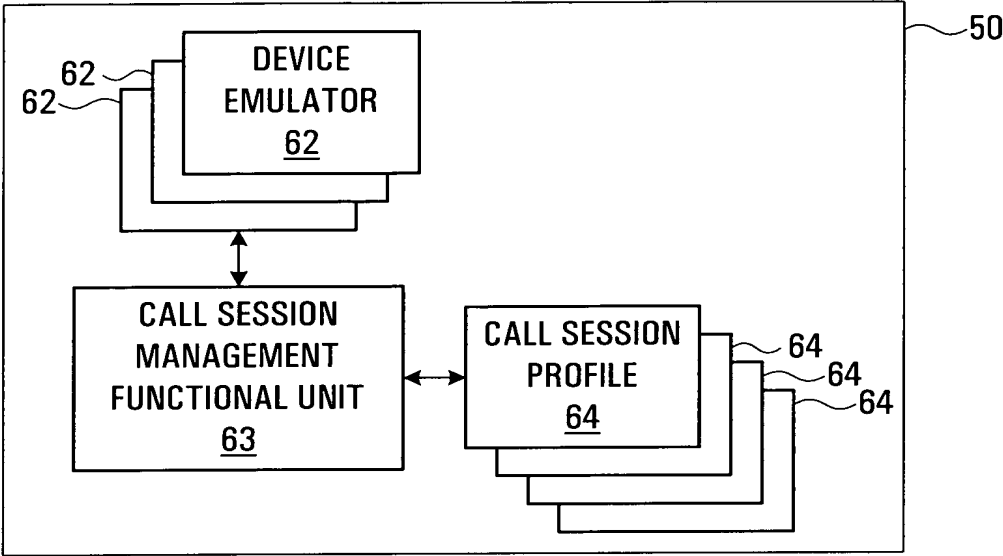 50
62
62
DEVICE
EMULATOR
62
CALL SESSION
MANAGEMENT
FUNCTIONAL UNIT
63
CALL SESSION
PROFILE
64
64
64
64